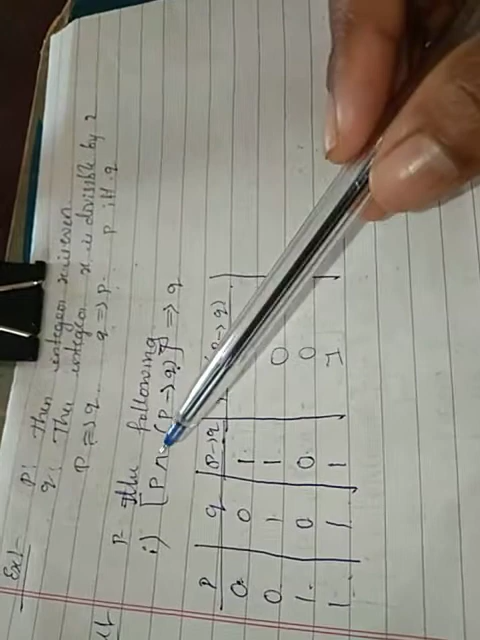 Ex!-
p: The integer x is even.
q: The integer x is divisible by 2
p => q q => p p iff q
P the following
i) [P ∧ (P → q)] => q
P q P→q → q)
0 0 1
0 1 1 0
1 0 0 0
1 1 1 1